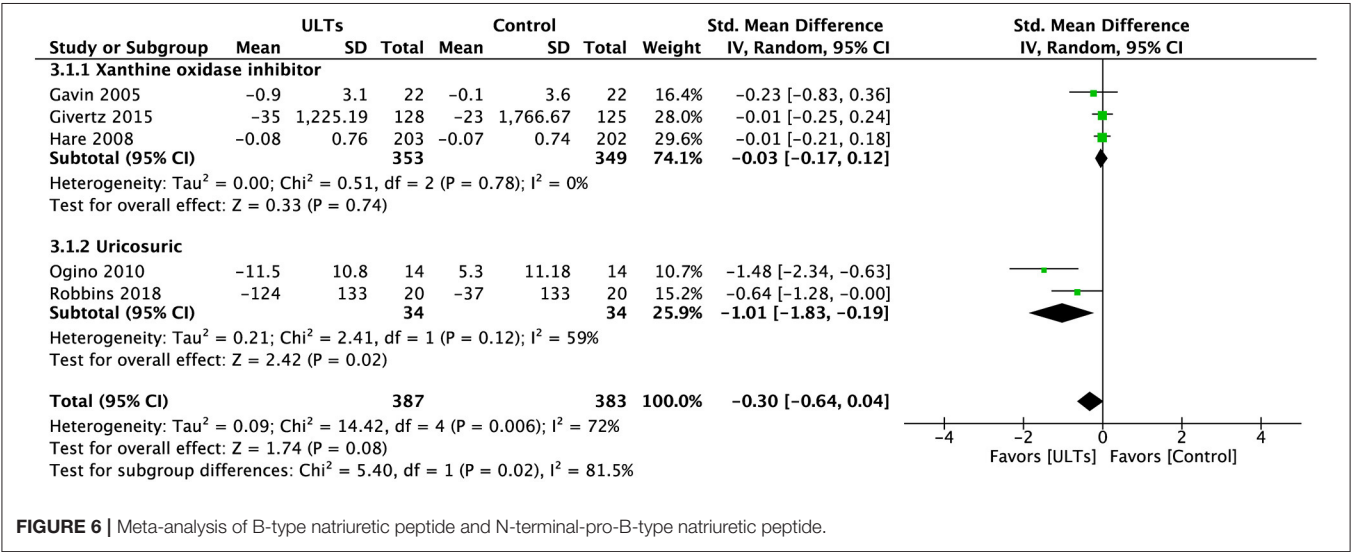 ULTs Control Std. Mean Difference Std. Mean Difference
Study or Subgroup Mean SD Total Mean SD Total Weight IV, Random, 95% CI IV, Random, 95% CI
3.1.1 Xanthine oxidase inhibitor
Gavin 2005 −0.9 3.1 22 −0.1 3.6 22 16.4% −0.23 [−0.83, 0.36]
Givertz 2015 −35 1,225.19 128 −23 1,766.67 125 28.0% −0.01 [−0.25, 0.24]
Hare 2008 −0.08 0.76 203 −0.07 0.74 202 29.6% −0.01 [−0.21, 0.18]
Subtotal (95% CI) 353 349 74.1% −0.03 [−0.17, 0.12]
Heterogeneity: Tau² = 0.00; Chi² = 0.51, df = 2 (P = 0.78); I² = 0%
Test for overall effect: Z = 0.33 (P = 0.74)
3.1.2 Uricosuric
Ogino 2010 −11.5 10.8 14 5.3 11.18 14 10.7% −1.48 [−2.34, −0.63]
Robbins 2018 −124 133 20 −37 133 20 15.2% −0.64 [−1.28, −0.00]
Subtotal (95% CI) 34 34 25.9% −1.01 [−1.83, −0.19]
Heterogeneity: Tau² = 0.21; Chi² = 2.41, df = 1 (P = 0.12); I² = 59%
Test for overall effect: Z = 2.42 (P = 0.02)
Total (95% CI) 387 383 100.0% −0.30 [−0.64, 0.04]
Heterogeneity: Tau² = 0.09; Chi² = 14.42, df = 4 (P = 0.006); I² = 72%
Test for overall effect: Z = 1.74 (P = 0.08)
Test for subgroup differences: Chi² = 5.40, df = 1 (P = 0.02), I² = 81.5%
−4 −2 0 2 4
Favors [ULTs] Favors [Control]
FIGURE 6 | Meta-analysis of B-type natriuretic peptide and N-terminal-pro-B-type natriuretic peptide.